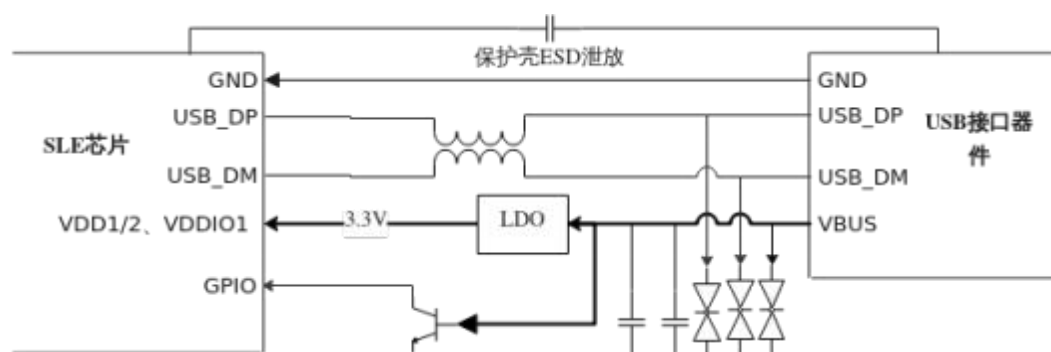 保护壳ESD泄放
GND
GND
USB_DP
USB_DP
SLE芯片
USB接口器
件
USB_DM
USB_DM
VDD1/2、VDDIO1
3.3V
LDO
VBUS
GPIO